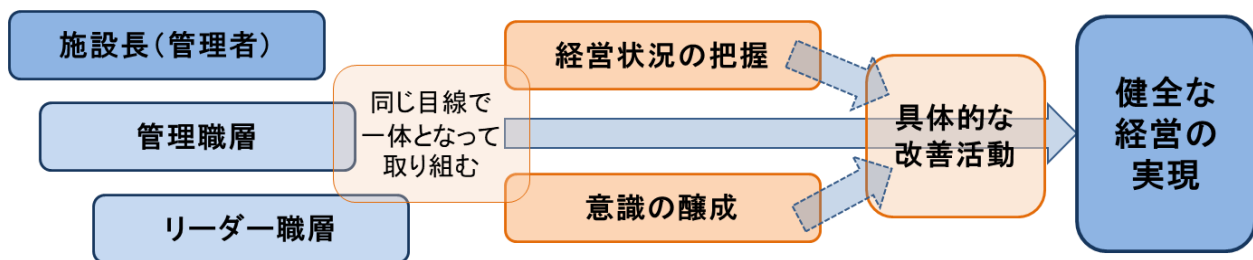 施設長(管理者)
管理職層
リーダー職層
同じ目線で
一体となって
取り組む
経営状況の把握
意識の醸成
具体的な
改善活動
健全な
経営の
実現